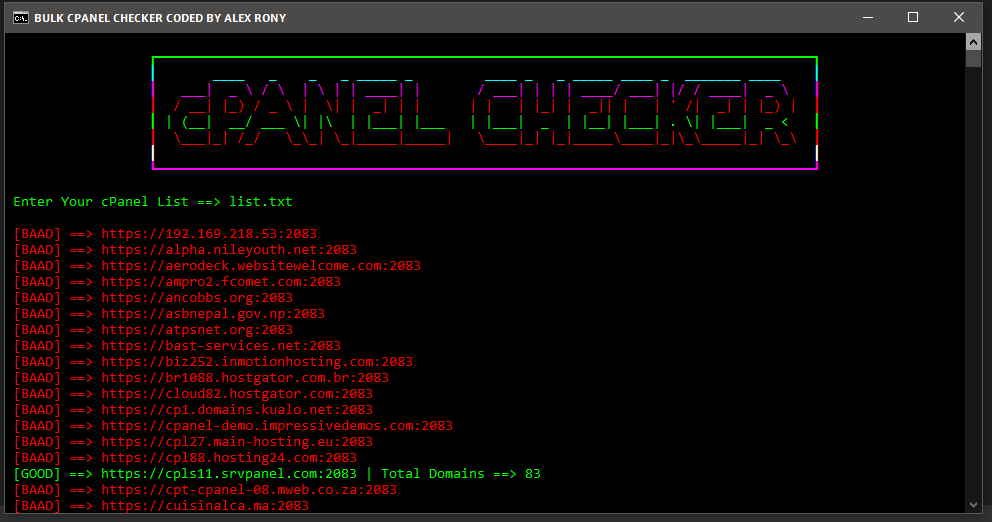 BULK CPANEL CHECKER CODED BY ALEX RONY
CPANEL CHECKER
Enter Your cPanel List ==> list.txt
[BAAD] ==> https://192.169.218.53:2083
[BAAD] ==> https://alpha.nileyouth.net:2083
[BAAD] ==> https://aerodeck.websitewelcome.com:2083
[BAAD] ==> https://ampro2.fcomet.com:2083
[BAAD] ==> https://ancobbs.org:2083
[BAAD] ==> https://asbnepal.gov.np:2083
[BAAD] ==> https://atpsnet.org:2083
[BAAD] ==> https://bast-services.net:2083
[BAAD] ==> https://biz252.inmotionhosting.com:2083
[BAAD] ==> https://br1088.hostgator.com.br:2083
[BAAD] ==> https://cloud82.hostgator.com:2083
[BAAD] ==> https://cp1.domains.kualo.net:2083
[BAAD] ==> https://cpanel-demo.impressivedemos.com:2083
[BAAD] ==> https://cpl27.main-hosting.eu:2083
[BAAD] ==> https://cpl88.hosting24.com:2083
[GOOD] ==> https://cpls11.srvpanel.com:2083 | Total Domains ==> 83
[BAAD] ==> https://cpt-cpanel-08.mweb.co.za:2083
[BAAD] ==> https://cuisinalca.ma:2083